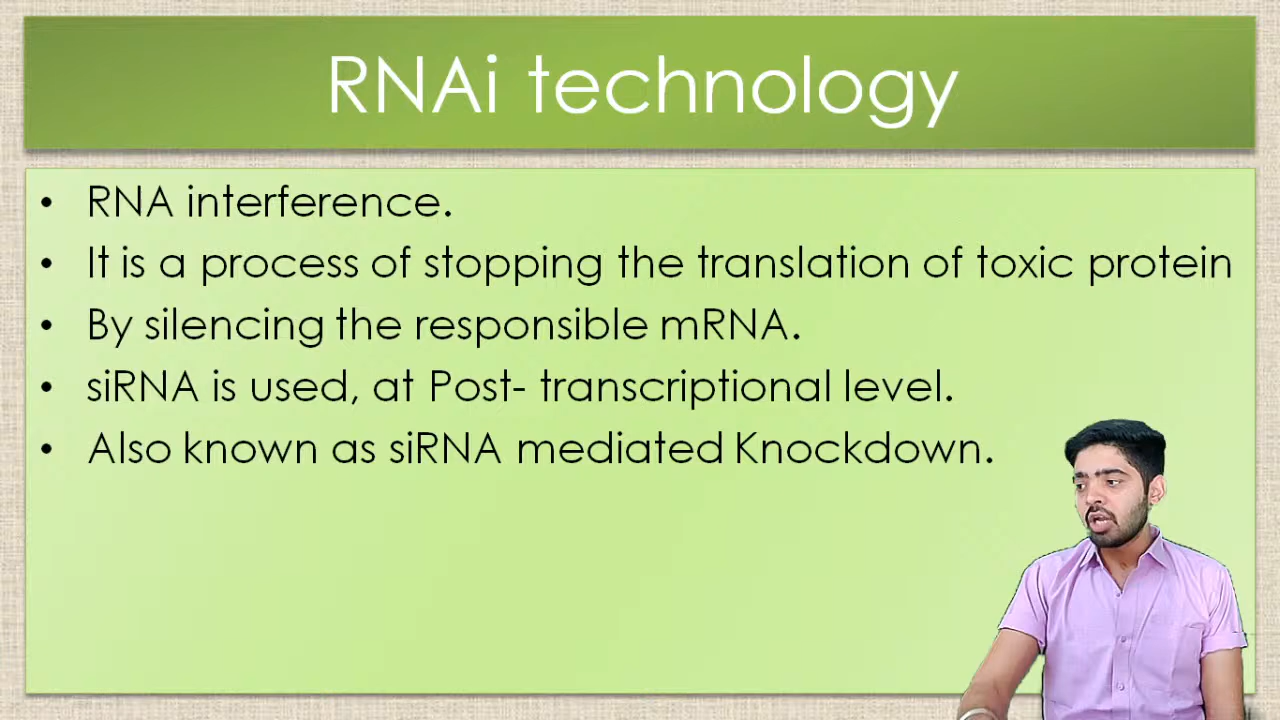 RNAi technology
• RNA interference.
• It is a process of stopping the translation of toxic protein
• By silencing the responsible mRNA.
• siRNA is used, at Post- transcriptional level.
• Also known as siRNA mediated Knockdown.